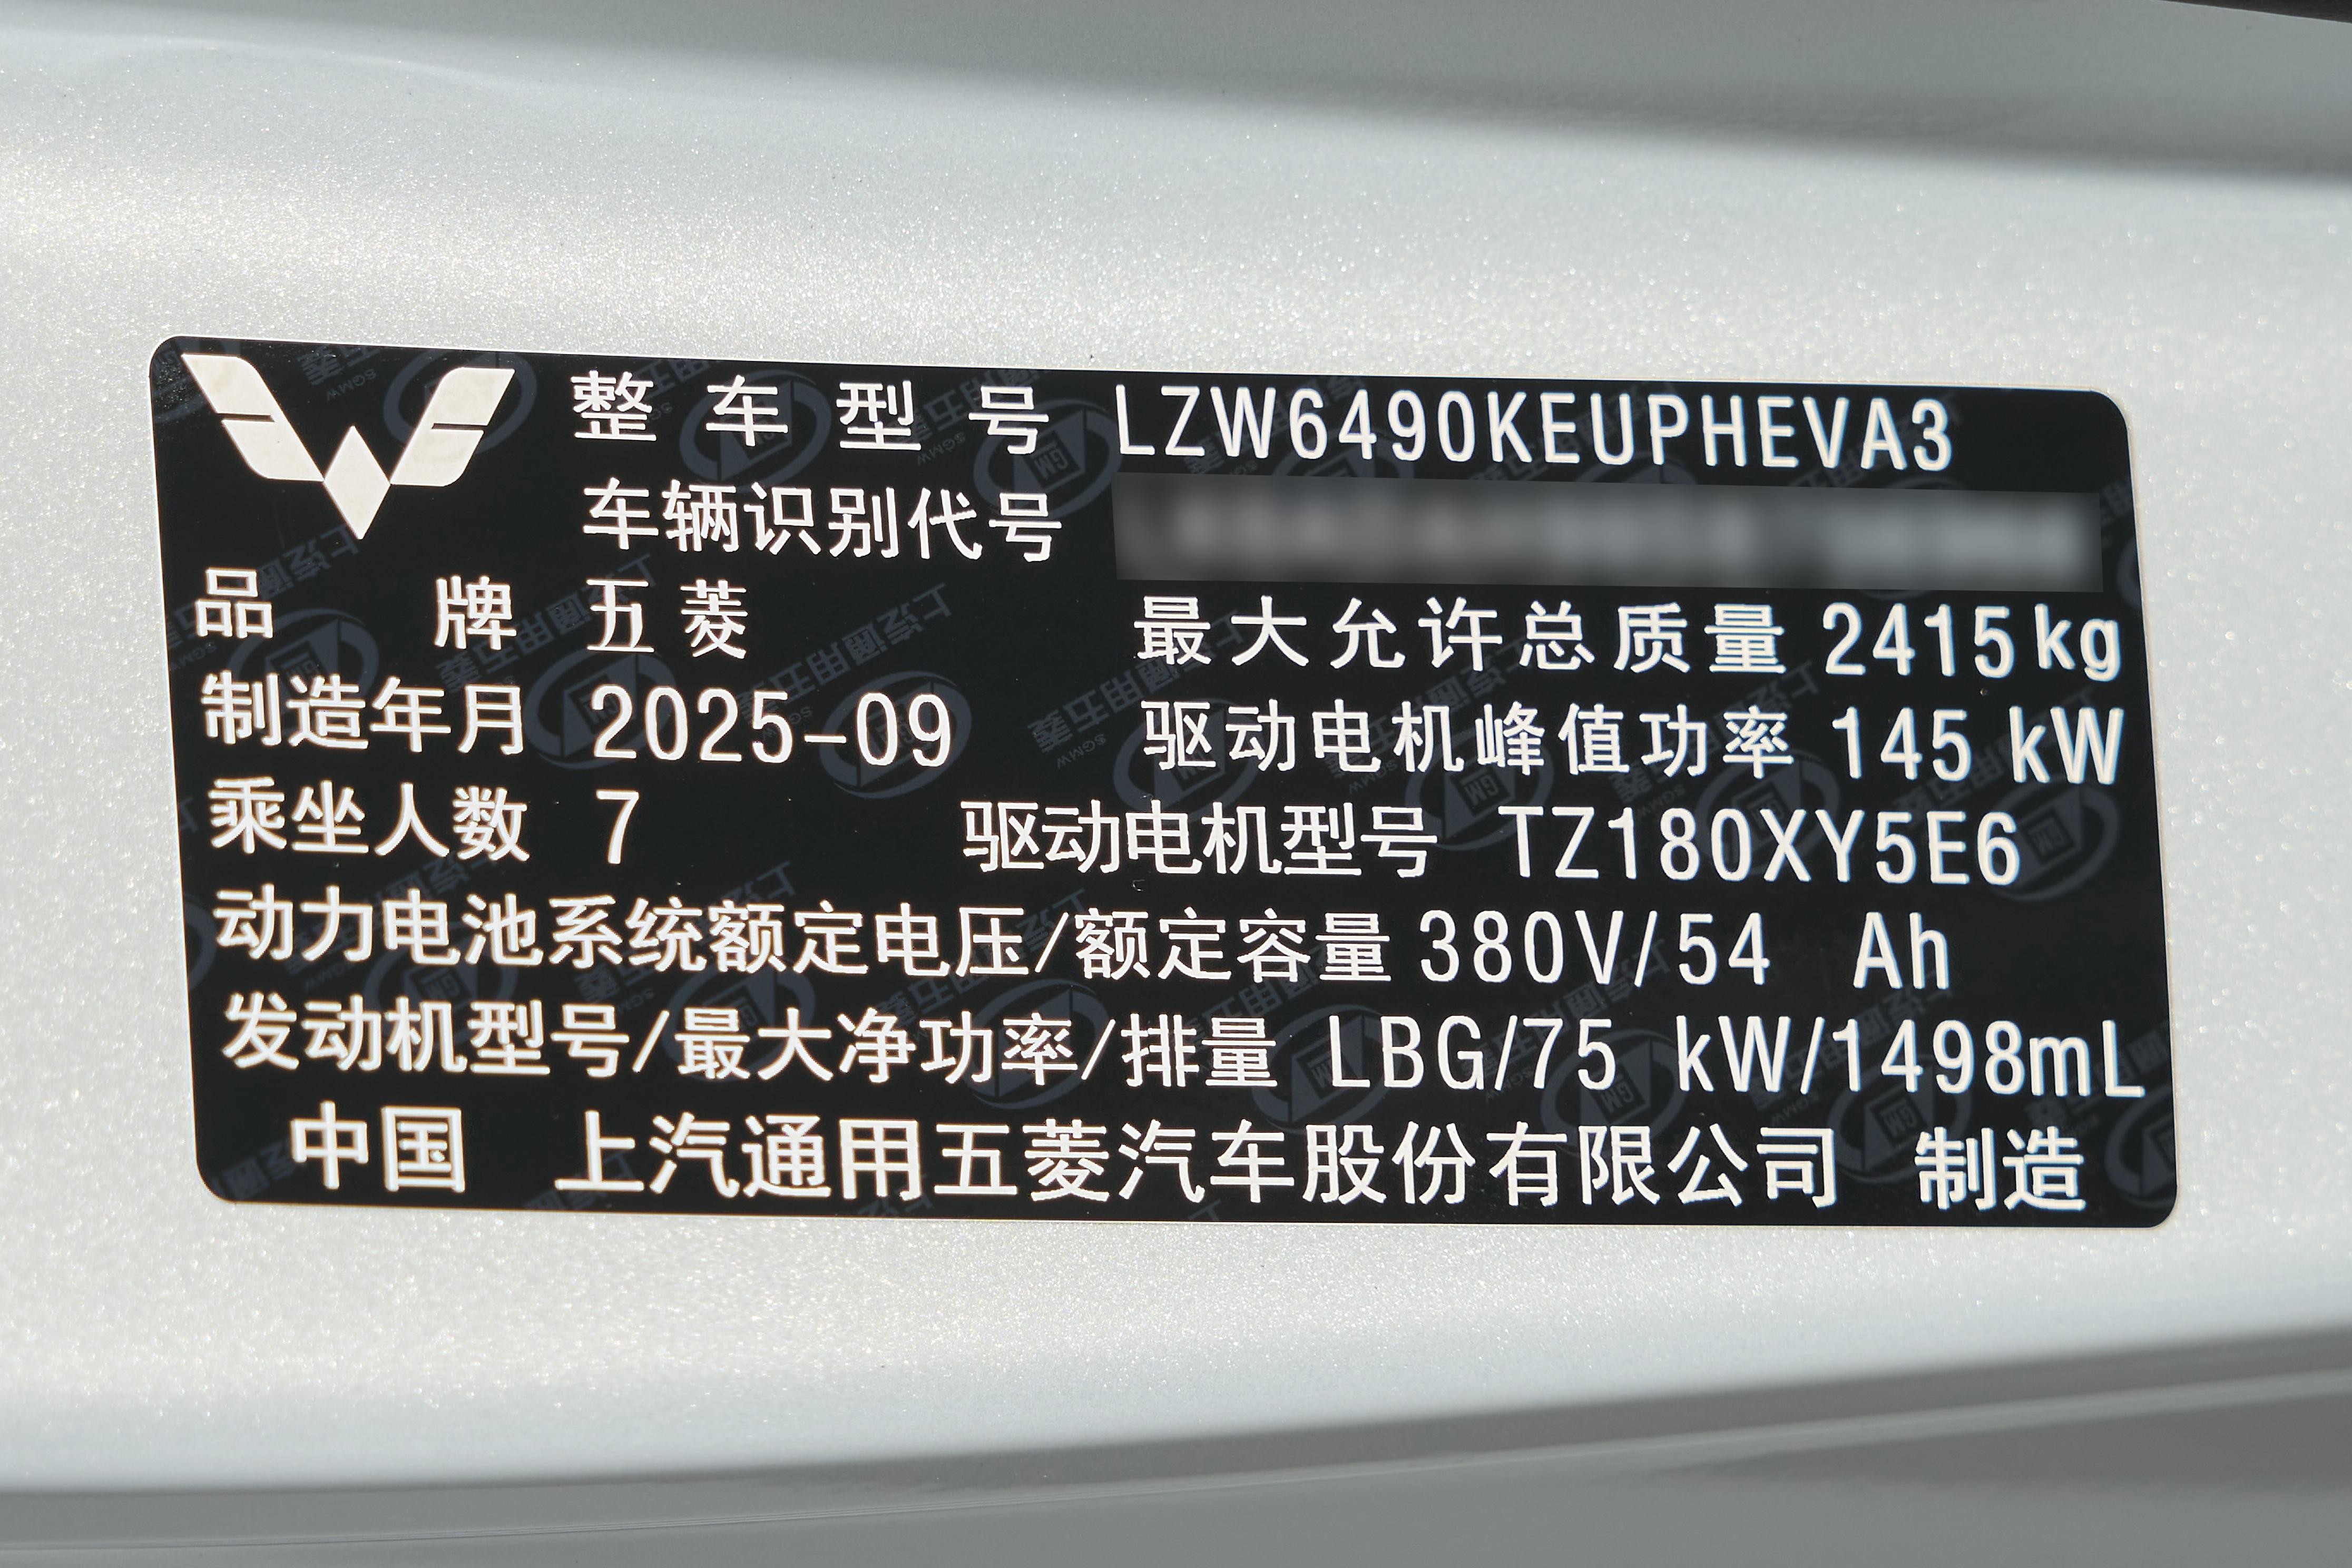 整车型号 LZW6490KEUPHEVA3
车辆识别代号
品牌 五菱 最大允许总质量 2415kg
制造年月 2025-09 驱动电机峰值功率 145 kW
乘坐人数 7 驱动电机型号 TZ180XY5E6
动力电池系统额定电压/额定容量 380V/54 Ah
发动机型号/最大净功率/排量 LBG/75 kW/1498mL
中国 上汽通用五菱汽车股份有限公司 制造